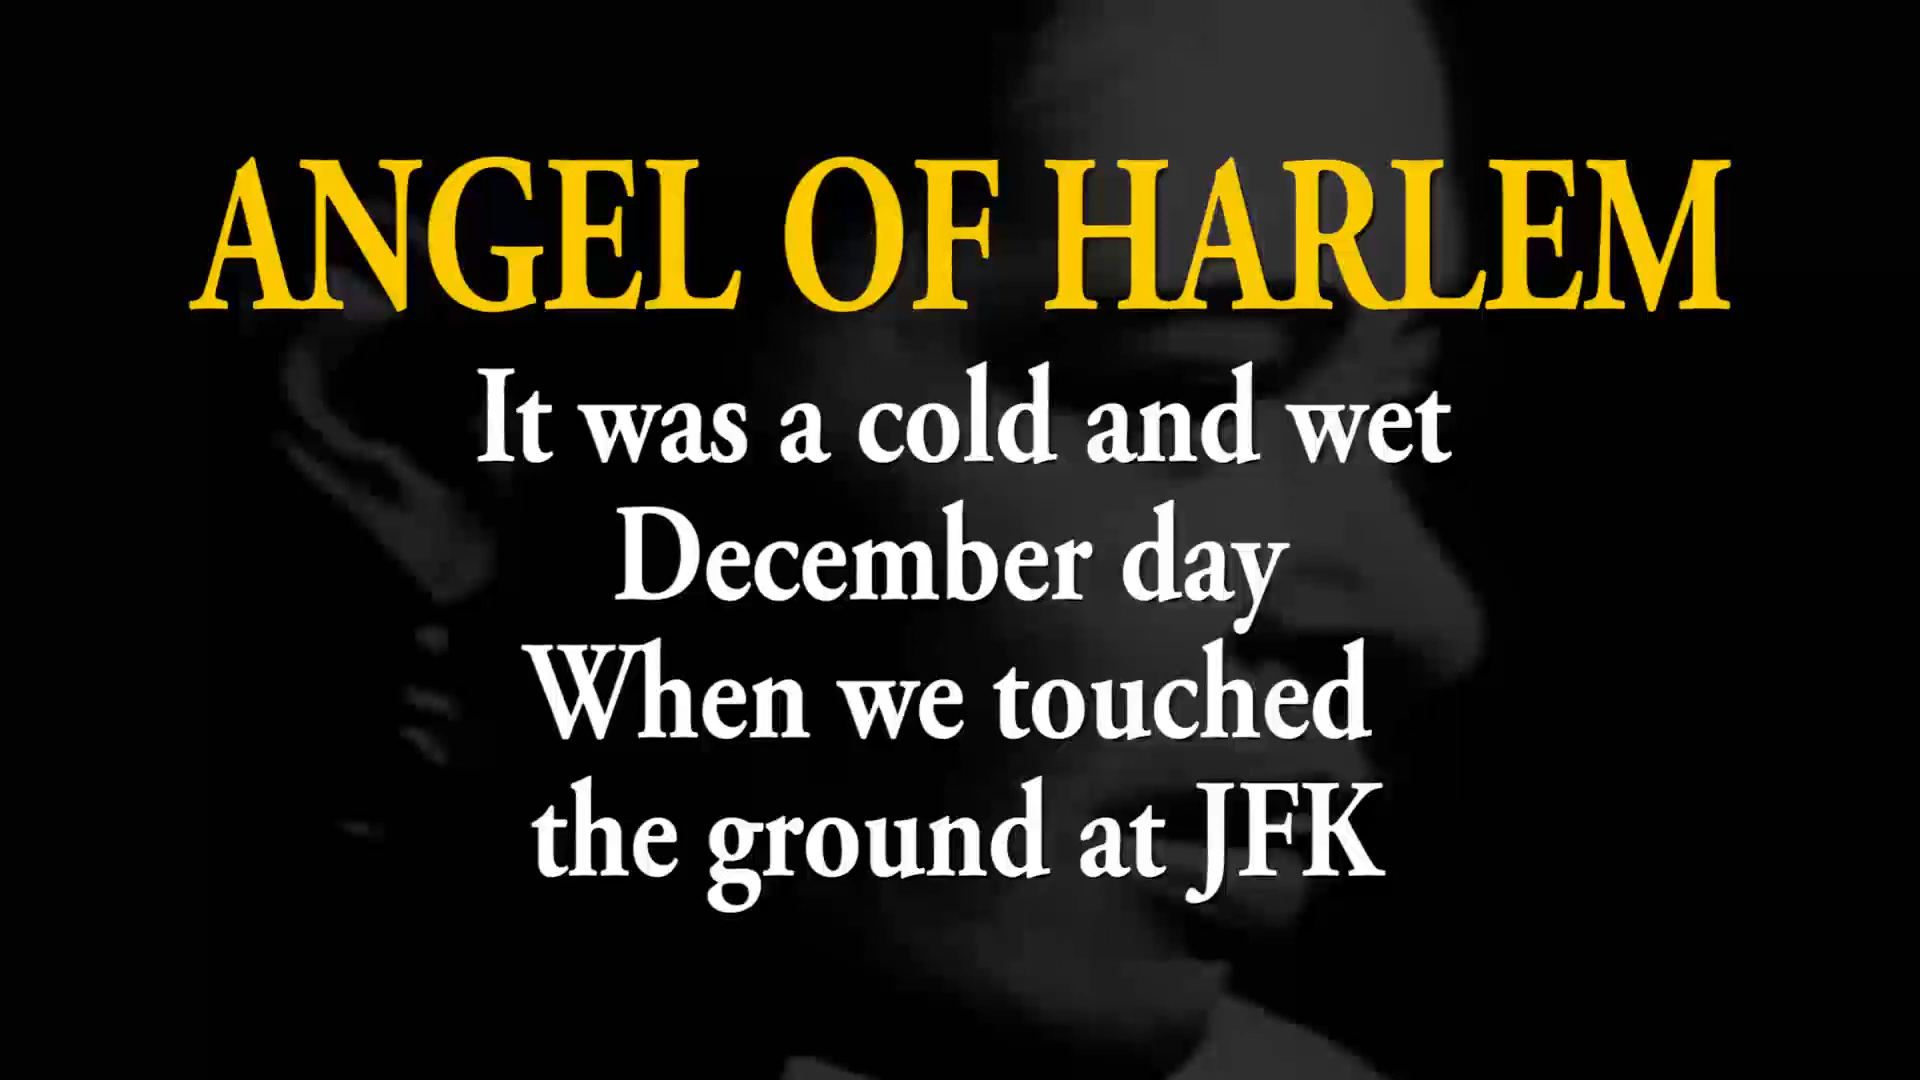 ANGEL OF HARLEM
It was a cold and wet
December day
When we touched
the ground at JFK